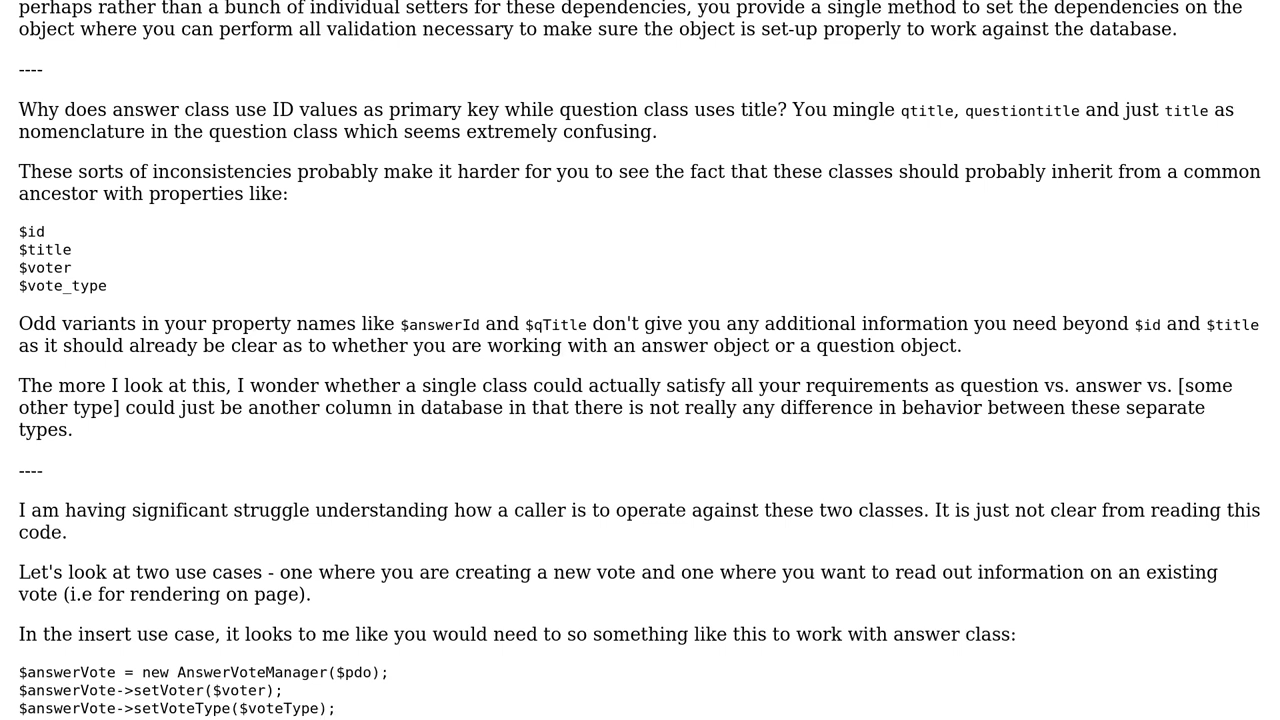 perhaps rather than a bunch of individual setters for these dependencies, you provide a single method to set the dependencies on the
object where you can perform all validation necessary to make sure the object is set-up properly to work against the database.
----
Why does answer class use ID values as primary key while question class uses title? You mingle qtitle, questiontitle and just title as
nomenclature in the question class which seems extremely confusing.
These sorts of inconsistencies probably make it harder for you to see the fact that these classes should probably inherit from a common
ancestor with properties like:
$id
$title
$voter
$vote_type
Odd variants in your property names like $answerId and $qTitle don't give you any additional information you need beyond $id and $title
as it should already be clear as to whether you are working with an answer object or a question object.
The more I look at this, I wonder whether a single class could actually satisfy all your requirements as question vs. answer vs. [some
other type] could just be another column in database in that there is not really any difference in behavior between these separate
types.
----
I am having significant struggle understanding how a caller is to operate against these two classes. It is just not clear from reading this
code.
Let's look at two use cases - one where you are creating a new vote and one where you want to read out information on an existing
vote (i.e for rendering on page).
In the insert use case, it looks to me like you would need to so something like this to work with answer class:
$answerVote = new AnswerVoteManager($pdo);
$answerVote->setVoter($voter);
$answerVote->setVoteType($voteType);